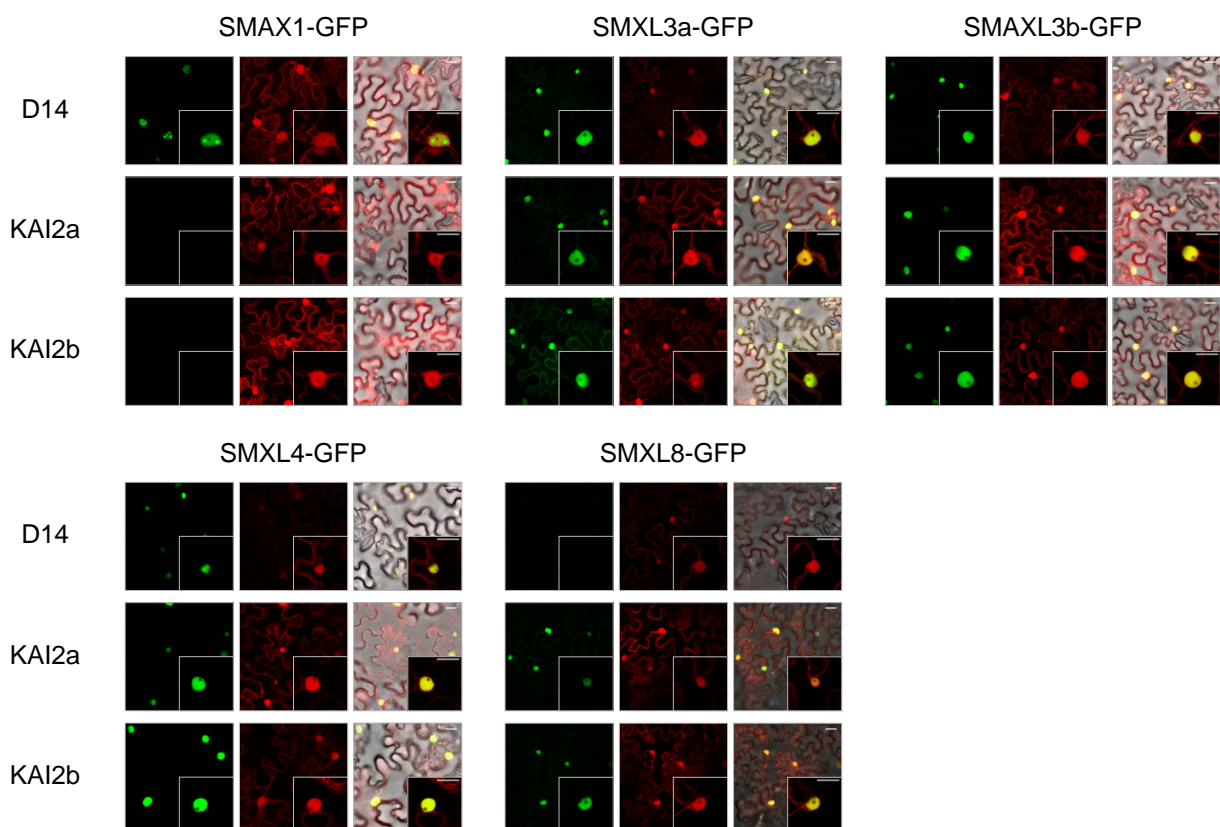 SMAX1-GFP SMXL3a-GFP SMAXL3b-GFP
D14
KAI2a
KAI2b
SMXL4-GFP SMXL8-GFP
D14
KAI2a
KAI2b